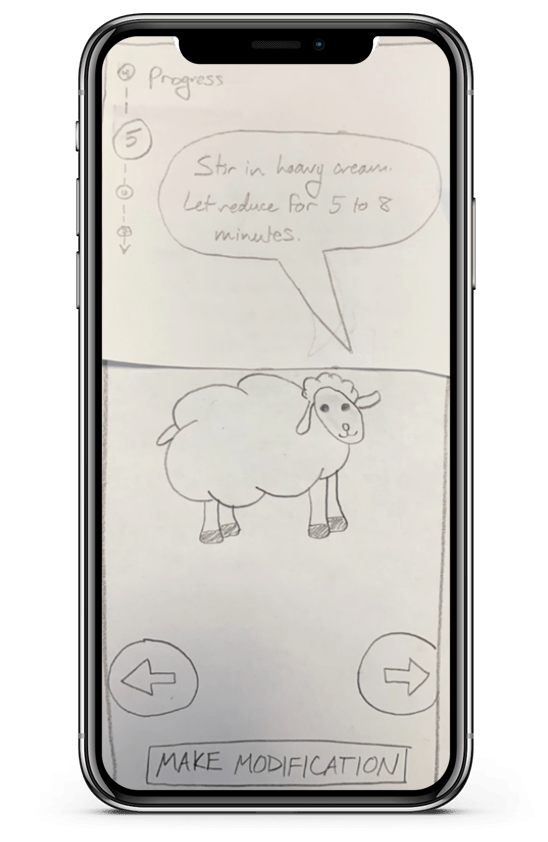 Progress
5
Stir in heavy cream.
Let reduce for 5 to 8
minutes.
MAKE MODIFICATION